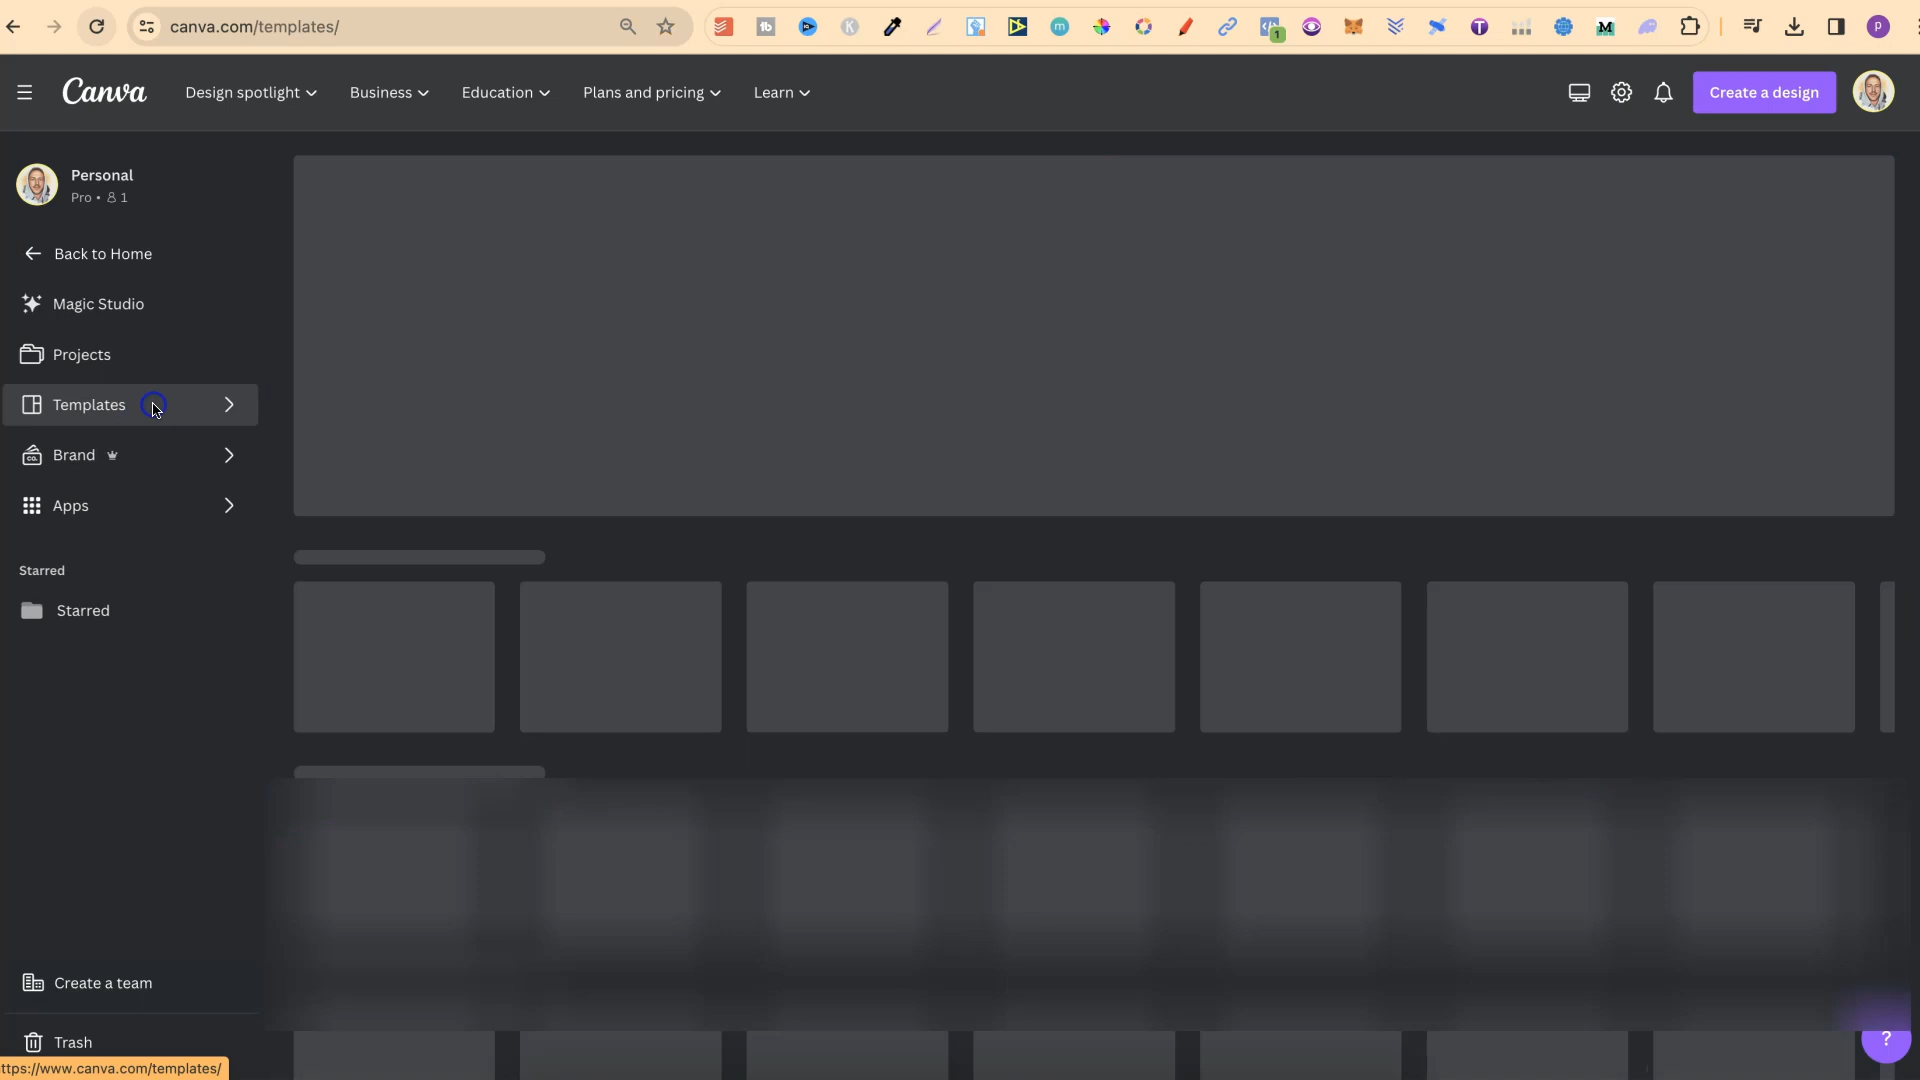 canva.com/templates/
1
P
Canva
Design spotlight
Business
Education
Plans and pricing
Learn
Create a design
Personal
Pro • 1
Back to Home
Magic Studio
Projects
Templates
Brand
Apps
Starred
Starred
Create a team
Trash
?
ttps://www.canva.com/templates/